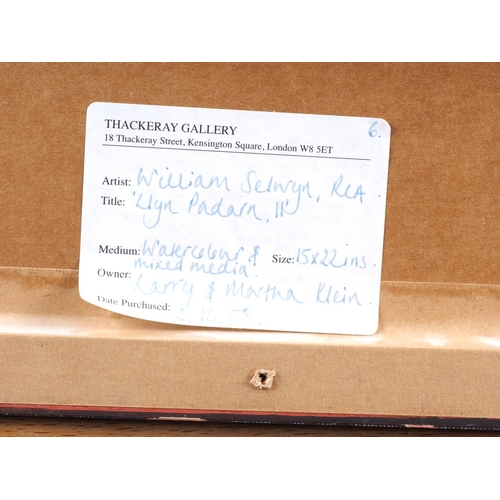 6.
THACKERAY GALLERY
18 Thackeray Street, Kensington Square, London W8 5ET
Artist: William Selwyn, RCA.
Title: 'Llyn Padarn, II'
Medium: Watercolour & mixed media.
Size: 15x22 ins.
Owner: Larry & Martha Klein.
Date Purchased: